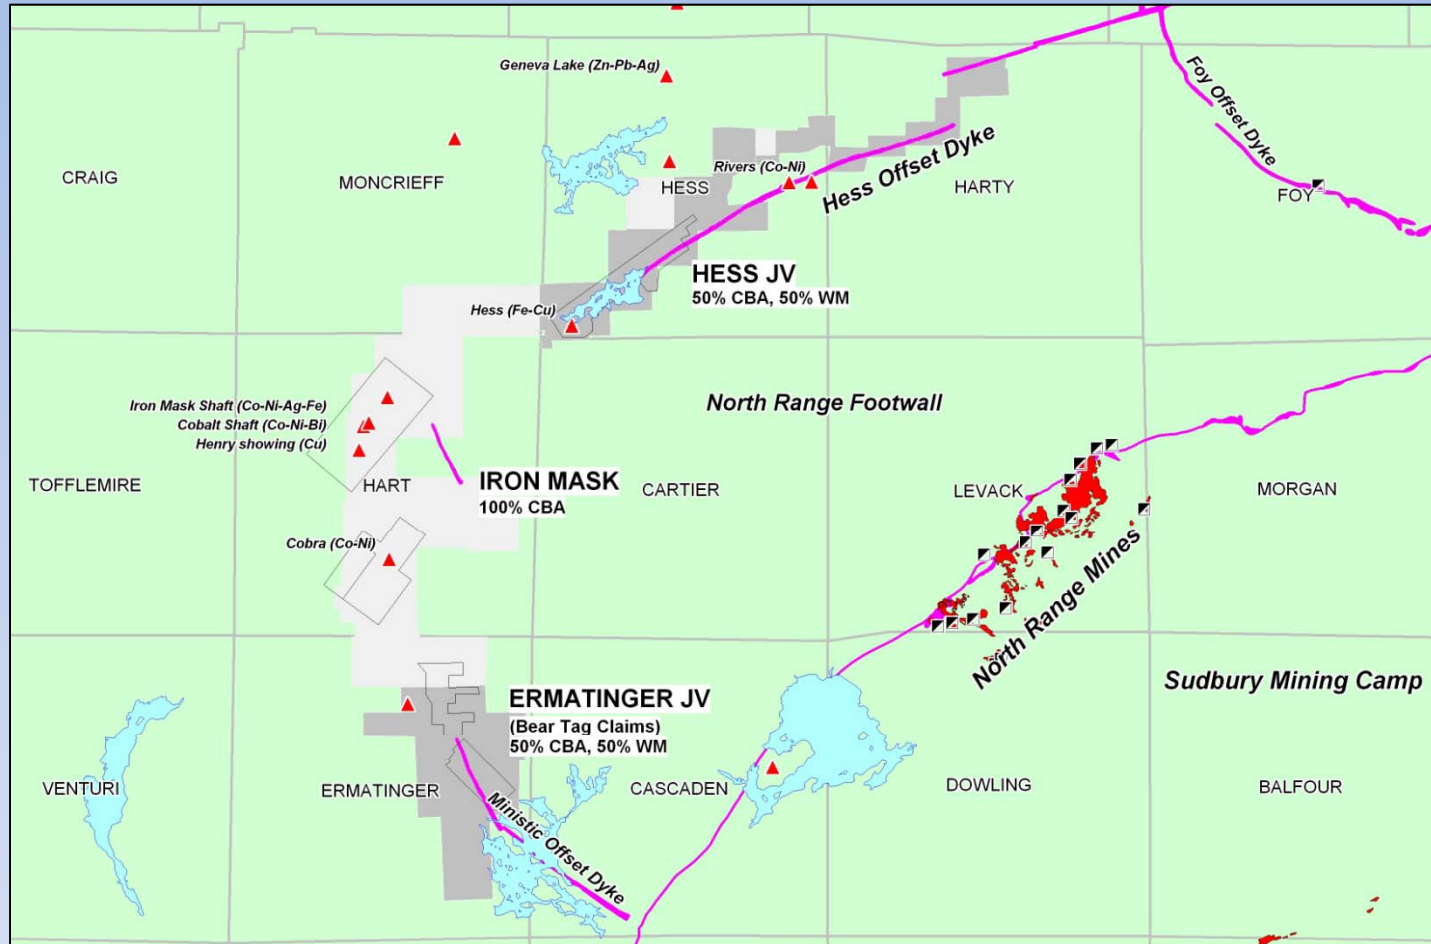 Geneva Lake (Zn-Pb-Ag)
Foy Offset Dyke
CRAIG
MONCRIEFF
HESS
Rivers (Co-Ni)
Hess Offset Dyke
HARTY
FOY
HESS JV
50% CBA, 50% WM
Hess (Fe-Cu)
Iron Mask Shaft (Co-Ni-Ag-Fe)
Cobalt Shaft (Co-Ni-Bi)
Henry showing (Cu)
North Range Footwall
TOFFLEMIRE
HART
IRON MASK
100% CBA
CARTIER
LEVACK
MORGAN
Cobra (Co-Ni)
North Range Mines
Sudbury Mining Camp
ERMATINGER JV
(Bear Tag Claims)
50% CBA, 50% WM
VENTURI
ERMATINGER
CASCADEN
DOWLING
BALFOUR
Ministic Offset Dyke